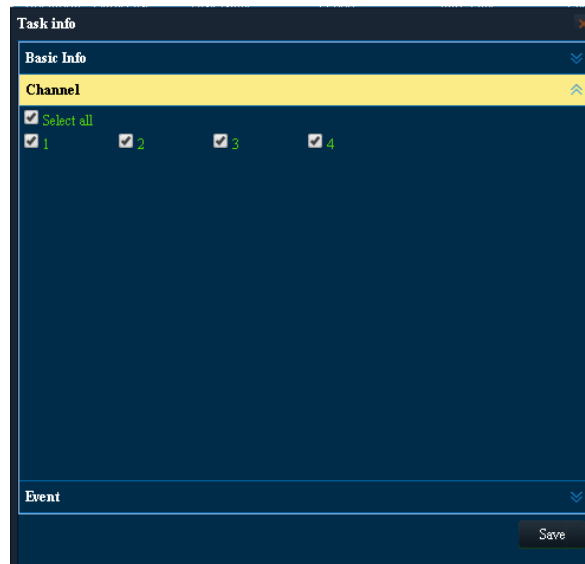 Task info
Basic Info
Channel
Select all
1 2 3 4
Event
Save